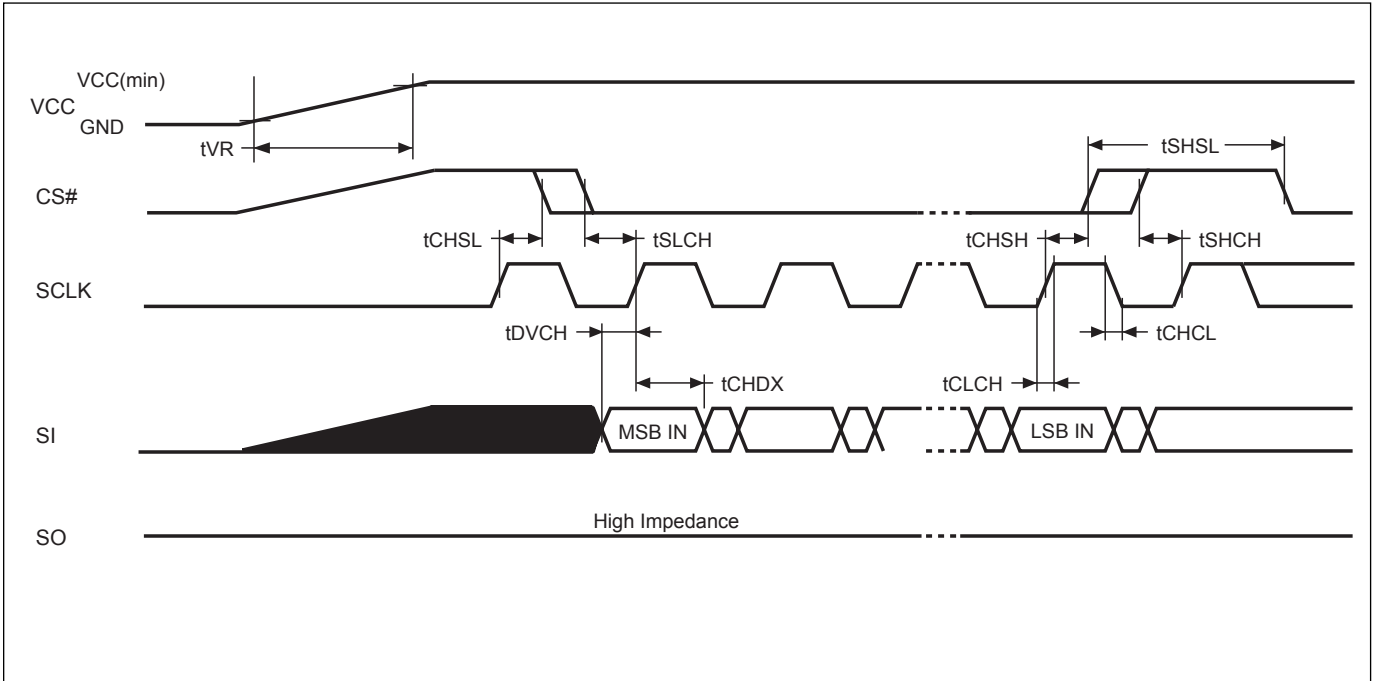 VCC(min)
VCC
GND
tVR
tSHSL
CS#
tCHSL
tSLCH
tCHSH
tSHCH
SCLK
tDVCH
tCHCL
tCHDX
tCLCH
SI
MSB IN
LSB IN
High Impedance
SO